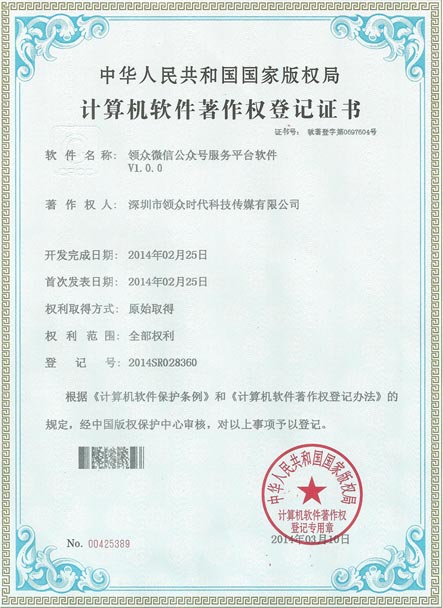 中华人民共和国国家版权局
计算机软件著作权登记证书
证书号: 软著登字第0697604号
软件名称: 领众微信公众号服务平台软件
V1.0.0
著作权人: 深圳市领众时代科技传媒有限公司
开发完成日期: 2014年02月25日
首次发表日期: 2014年02月25日
权利取得方式: 原始取得
权利范围: 全部权利
登记号: 2014SR028360
根据《计算机软件保护条例》和《计算机软件著作权登记办法》的
规定，经中国版权保护中心审核，对以上事项予以登记。
中华人民共和国国家版权局
计算机软件著作权
登记专用章
2014年03月10日
No. 00425389